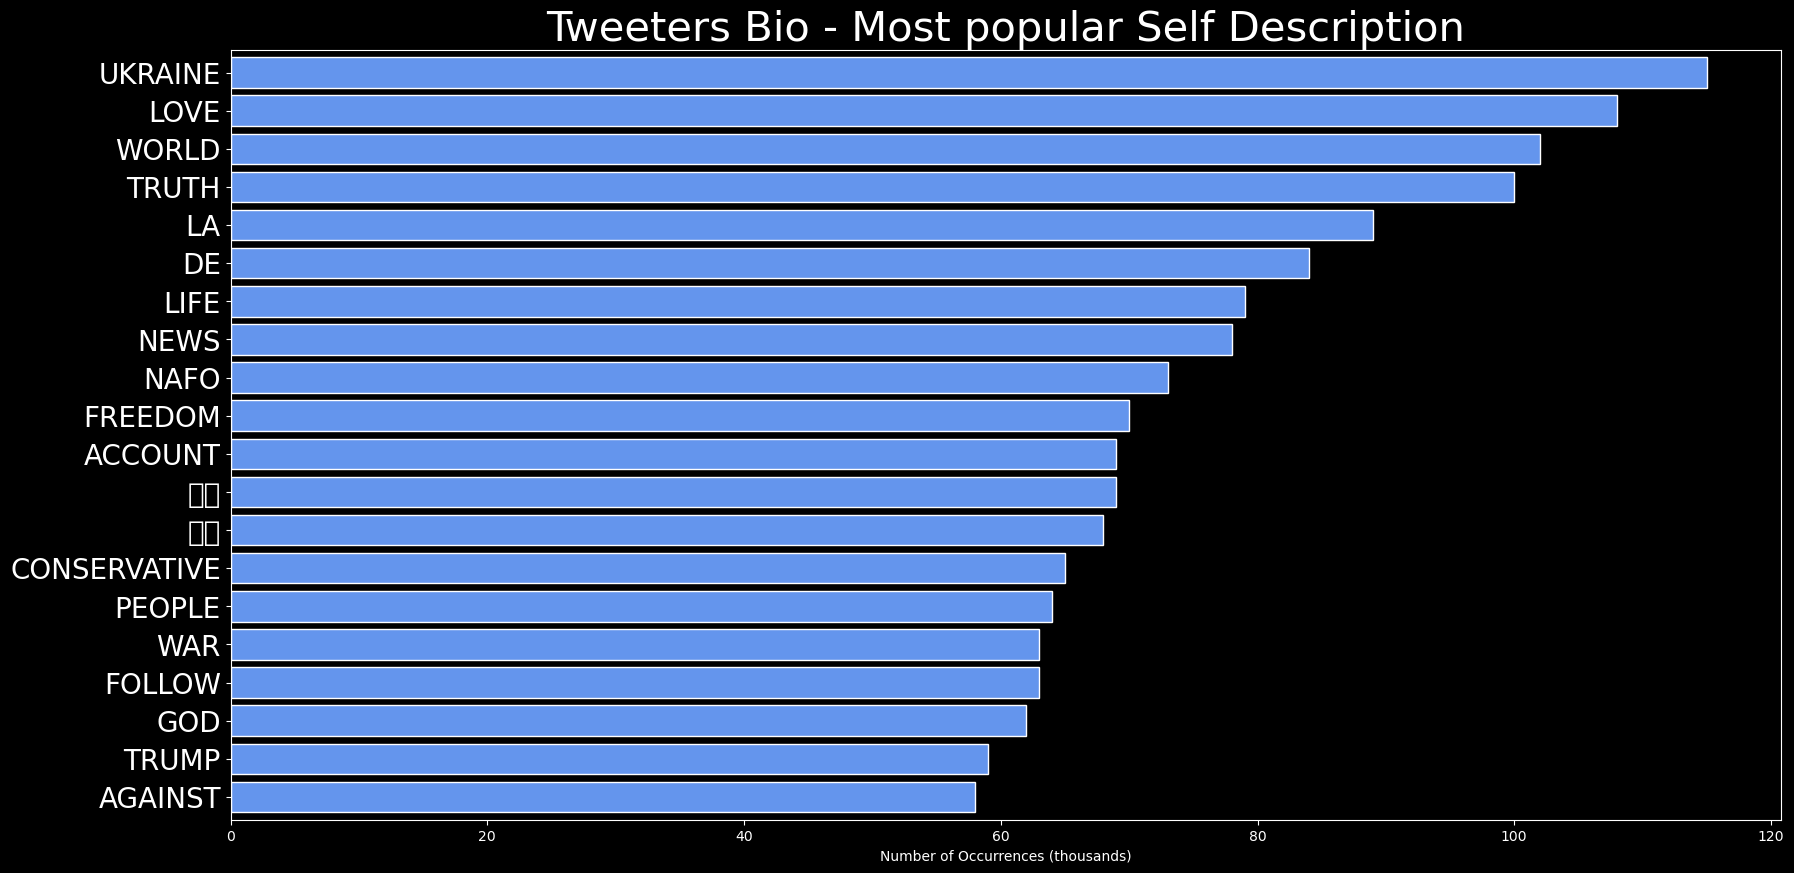 Tweeters Bio - Most popular Self Description
UKRAINE
LOVE
WORLD
TRUTH
LA
DE
LIFE
NEWS
NAFO
FREEDOM
ACCOUNT
CONSERVATIVE
PEOPLE
WAR
FOLLOW
GOD
TRUMP
AGAINST
0 20 40 60 80 100 120
Number of Occurrences (thousands)